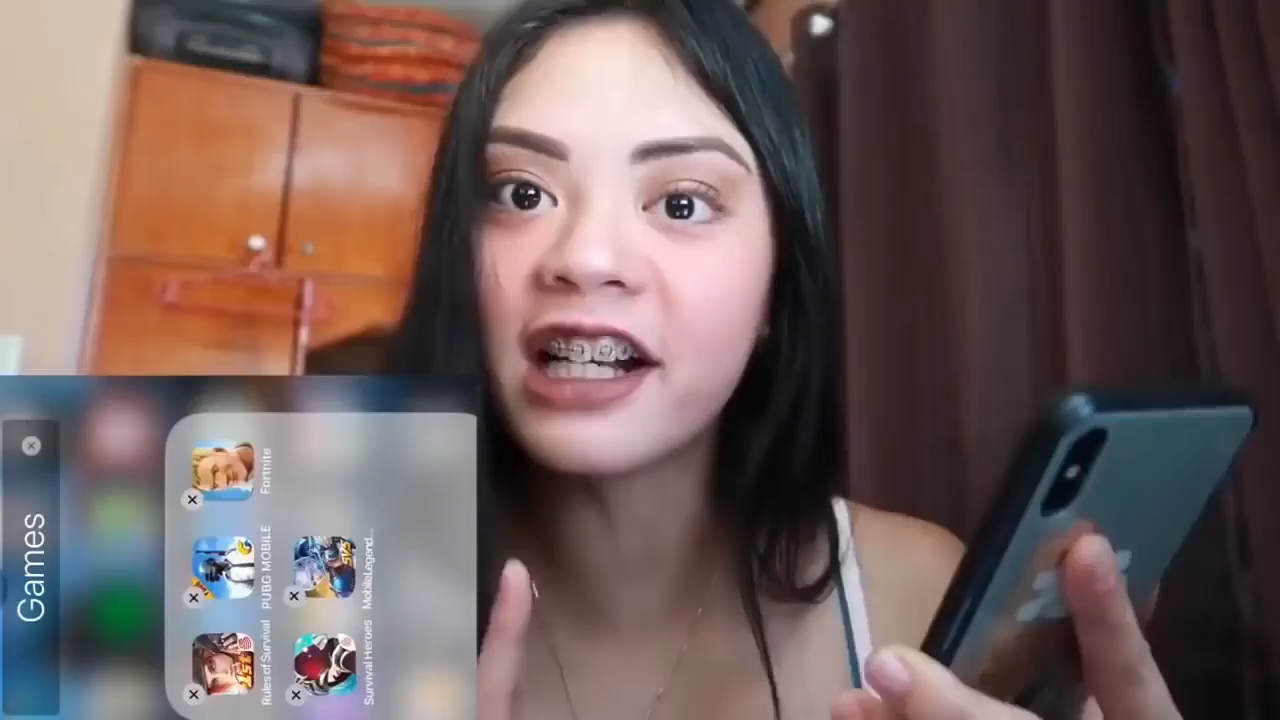 Games
Rules of Survival
PUBG MOBILE
Fortnite
Survival Heroes
MobileLegend...